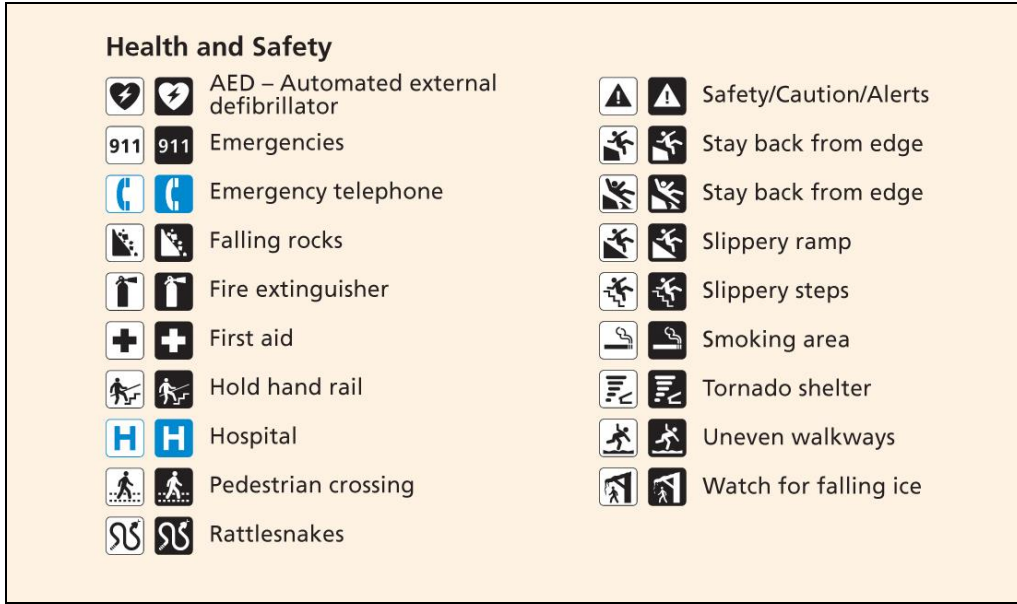 Health and Safety
AED – Automated external
defibrillator
911 911 Emergencies
Emergency telephone
Falling rocks
Fire extinguisher
First aid
Hold hand rail
H H Hospital
Pedestrian crossing
Rattlesnakes
Safety/Caution/Alerts
Stay back from edge
Stay back from edge
Slippery ramp
Slippery steps
Smoking area
Tornado shelter
Uneven walkways
Watch for falling ice